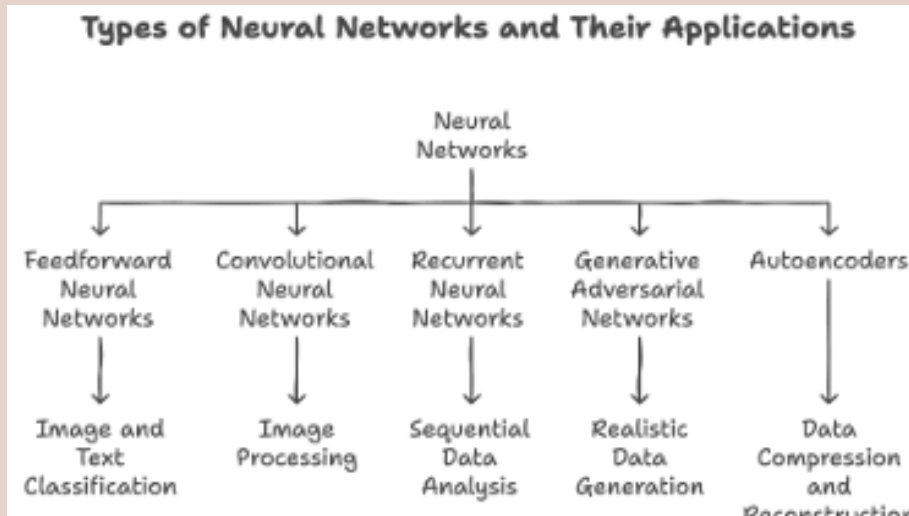 Types of Neural Networks and Their Applications
Neural
Networks
Feedforward
Neural
Networks
Convolutional
Neural
Networks
Recurrent
Neural
Networks
Generative
Adversarial
Networks
Autoencoders
Image and
Text
Classification
Image
Processing
Sequential
Data
Analysis
Realistic
Data
Generation
Data
Compression
and
Reconstruction